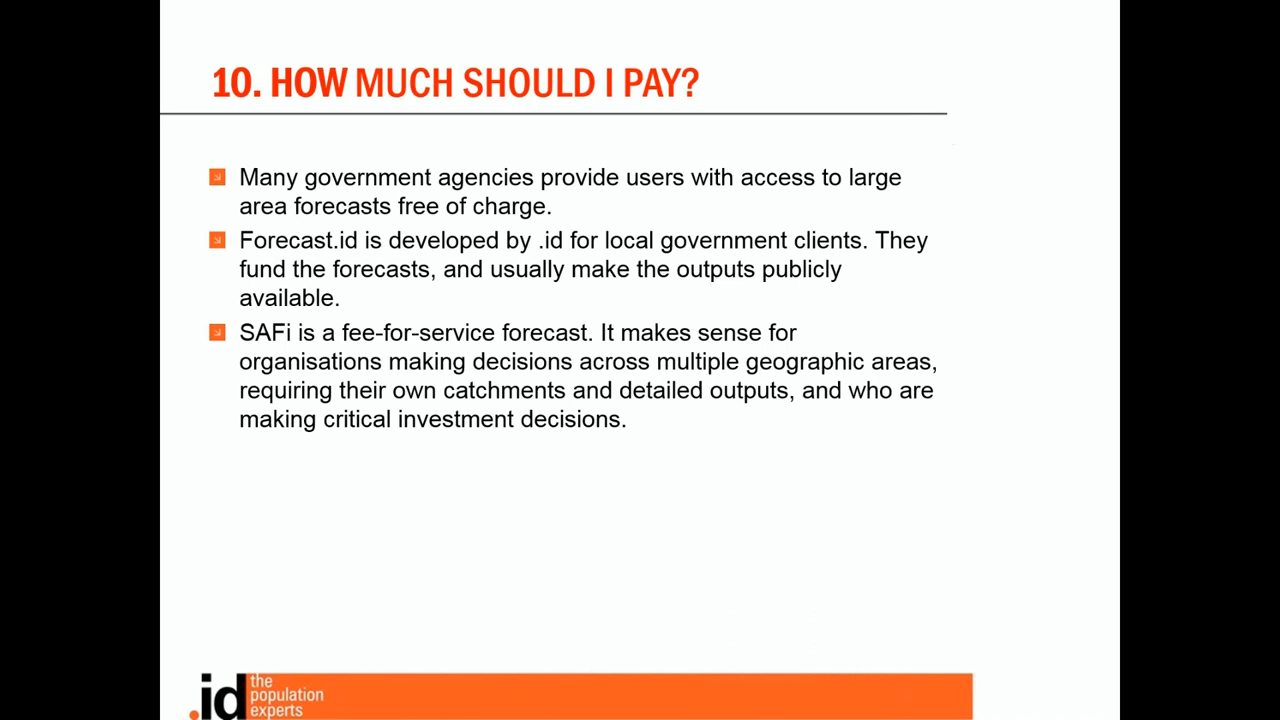 10. HOW MUCH SHOULD I PAY?
Many government agencies provide users with access to large
area forecasts free of charge.
Forecast.id is developed by .id for local government clients. They
fund the forecasts, and usually make the outputs publicly
available.
SAFi is a fee-for-service forecast. It makes sense for
organisations making decisions across multiple geographic areas,
requiring their own catchments and detailed outputs, and who are
making critical investment decisions.
.id
the
population
experts